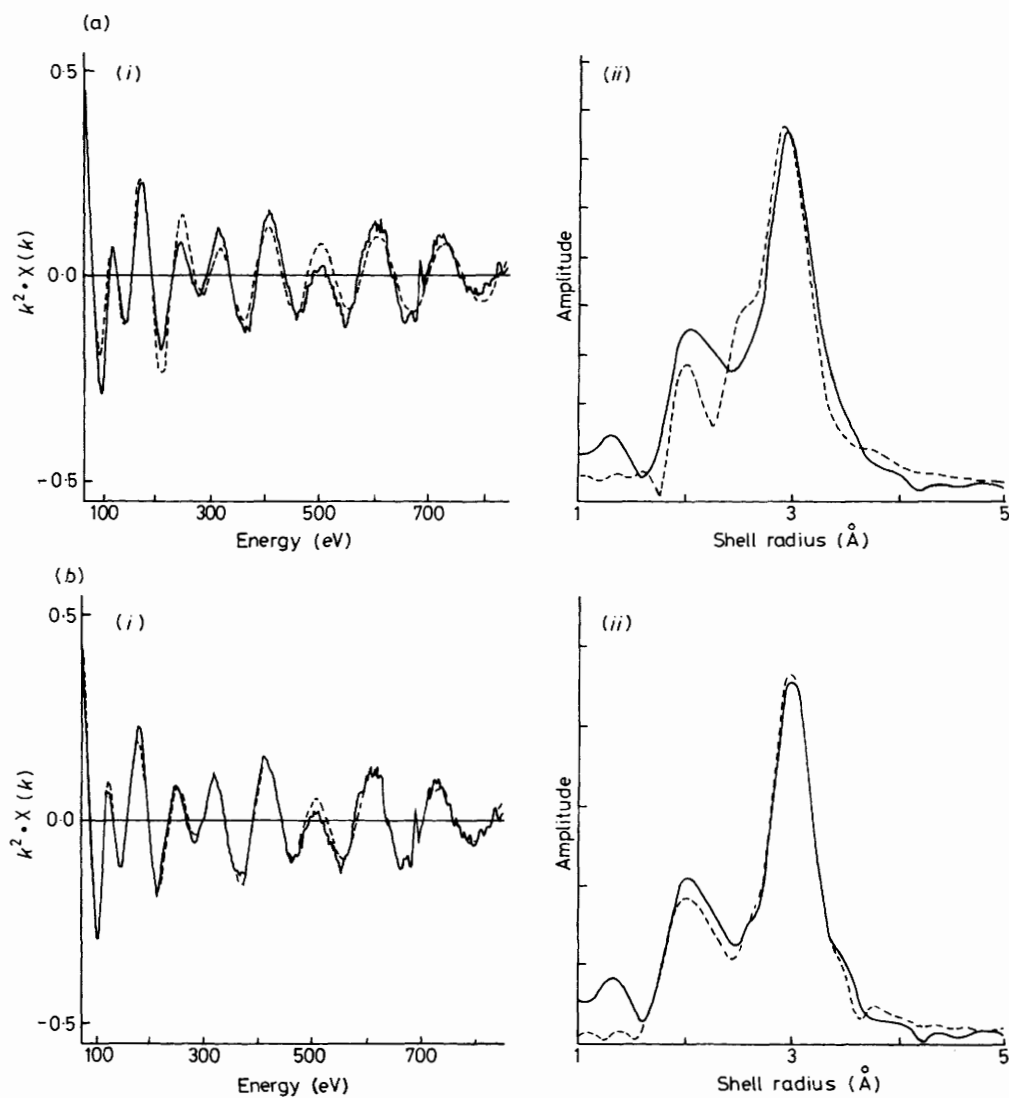 (a)
(i)
0·5
k²·X(k)
0·0
-0·5
100 300 500 700
Energy (eV)
(ii)
Amplitude
1 3 5
Shell radius (Å)
(b)
(i)
0·5
k²·X(k)
0·0
-0·5
100 300 500 700
Energy (eV)
(ii)
Amplitude
1 3 5
Shell radius (Å)